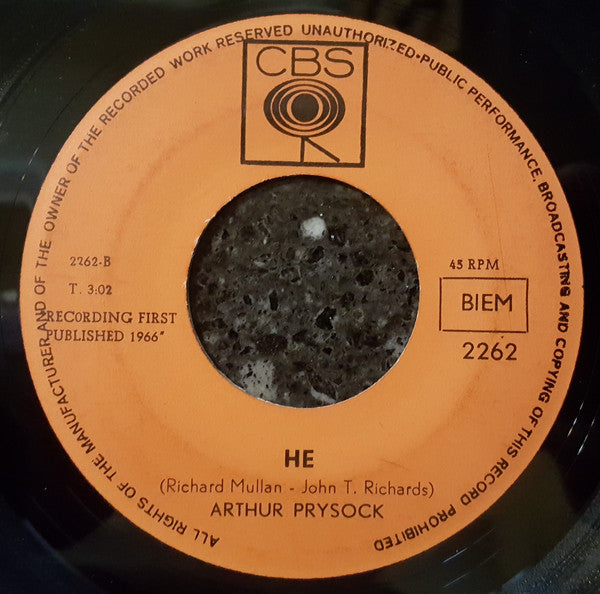 ALL RIGHTS OF THE MANUFACTURER AND OF THE OWNER OF THE RECORDED WORK RESERVED UNAUTHORIZED·PUBLIC PERFORMANCE, BROADCASTING AND COPYING OF THIS RECORD PROHIBITED
CBS
2262-B
T. 3:02
"RECORDING FIRST
PUBLISHED 1966"
45 RPM
BIEM
2262
HE
(Richard Mullan - John T. Richards)
ARTHUR PRYSOCK